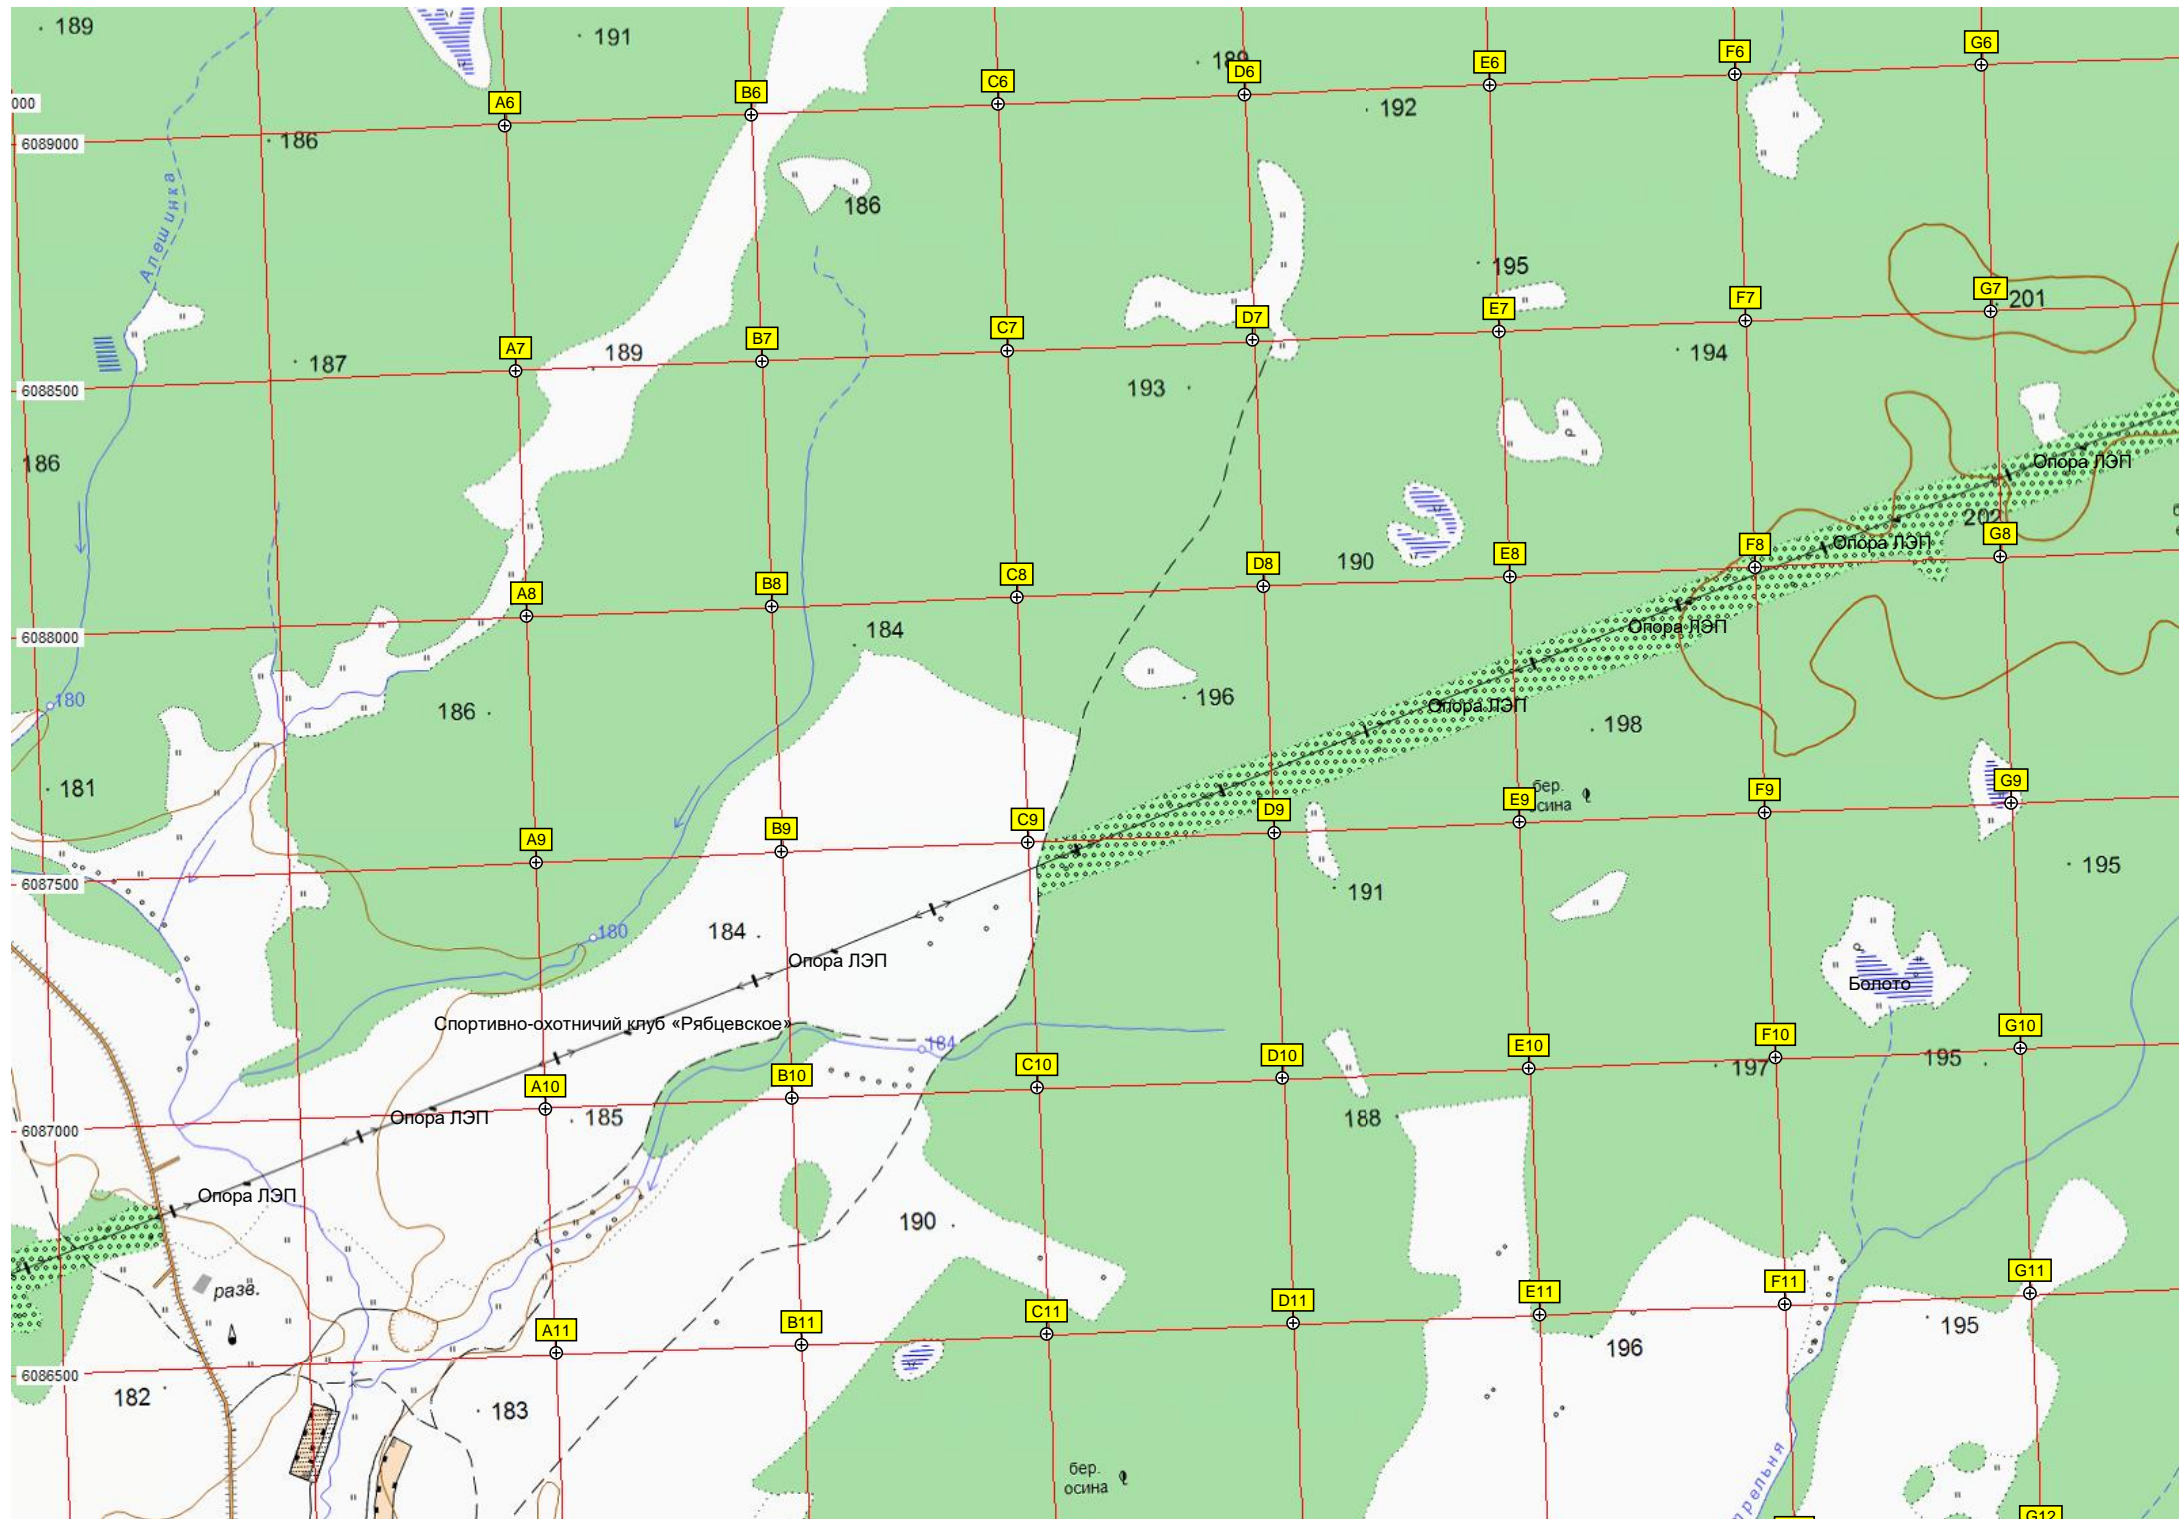 189
191
189
G6
F6
E6
D6
C6
B6
A6
000
192
6089000
186
Алешинка
186
195
G7
201
F7
E7
D7
C7
B7
A7
189
187
194
193
6088500
186
Опора ЛЭП
202
G8
Опора ЛЭП
F8
E8
190
D8
C8
B8
A8
184
Опора ЛЭП
6088000
180
186
196
Опора ЛЭП
198
181
G9
бер.
осина
E9
F9
D9
C9
B9
A9
195
6087500
191
180
184
Опора ЛЭП
Болото
Спортивно-охотничий клуб «Рябцевское»
184
G10
F10
E10
D10
C10
B10
A10
197
195
185
Опора ЛЭП
188
6087000
Опора ЛЭП
190
разв.
G11
F11
E11
D11
C11
B11
A11
196
195
6086500
182
183
бер.
осина
рельня
G12